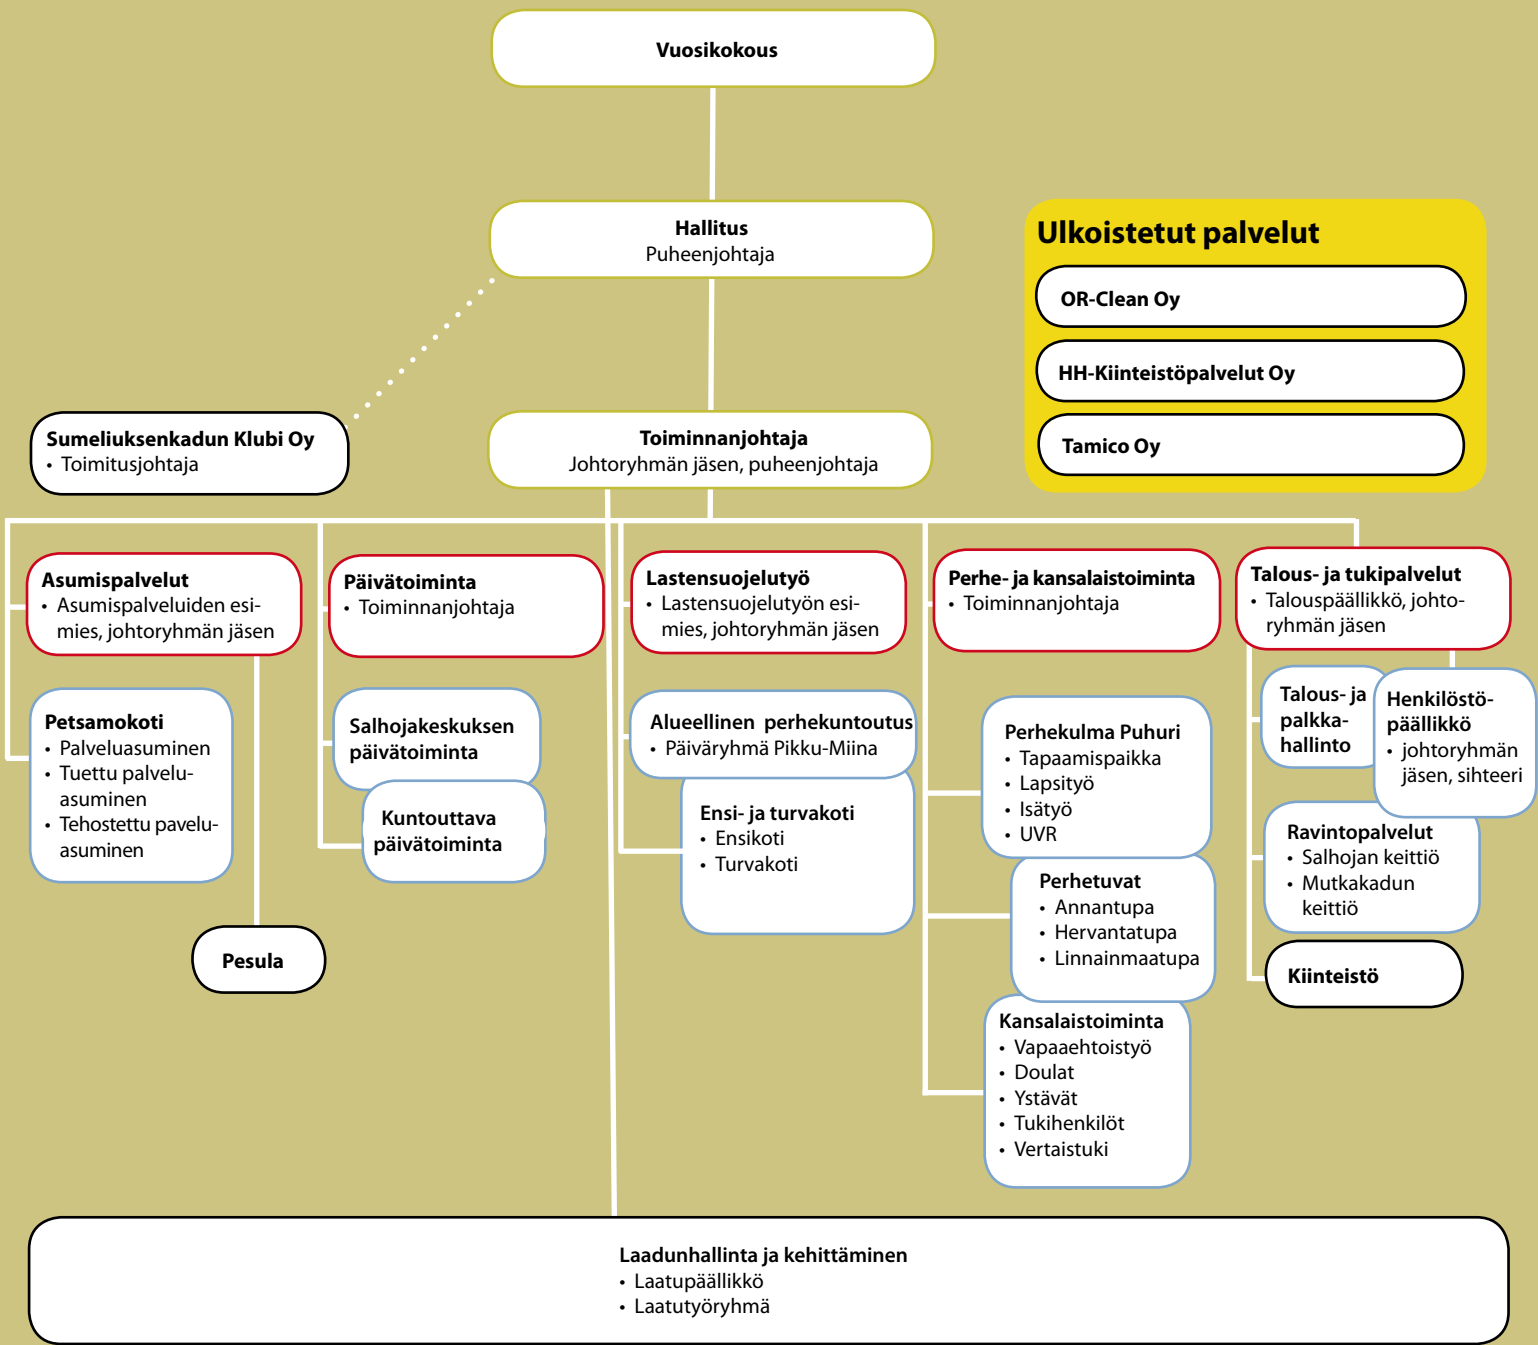 Vuosikokous
Hallitus
Puheenjohtaja
Ulkoistetut palvelut
OR-Clean Oy
HH-Kiinteistöpalvelut Oy
Tamico Oy
Sumeliuksenkadun Klubi Oy
• Toimitusjohtaja
Toiminnanjohtaja
Johtoryhmän jäsen, puheenjohtaja
Asumispalvelut
• Asumispalveluiden esi-
mies, johtoryhmän jäsen
Petsamokoti
• Palveluasuminen
• Tuettu palvelu-
asuminen
• Tehostettu pavelu-
asuminen
Pesula
Päivätoiminta
• Toiminnanjohtaja
Salhojakeskuksen
päivätoiminta
Kuntouttava
päivätoiminta
Lastensuojelutyö
• Lastensuojelutyön esi-
mies, johtoryhmän jäsen
Alueellinen perhekuntoutus
• Päiväryhmä Pikku-Miina
Ensi- ja turvakoti
• Ensikoti
• Turvakoti
Perhe- ja kansalaistoiminta
• Toiminnanjohtaja
Perhekulma Puhuri
• Tapaamispaikka
• Lapsityö
• Isätyö
• UVR
Perhetuvat
• Annantupa
• Hervantatupa
• Linnainmaatupa
Kansalaistoiminta
• Vapaaehtoistyö
• Doulat
• Ystävät
• Tukihenkilöt
• Vertaistuki
Talous- ja tukipalvelut
• Talouspäällikkö, johto-
ryhmän jäsen
Talous- ja
palkka-
hallinto
Henkilöstö-
päällikkö
• johtoryhmän
jäsen, sihteeri
Ravintopalvelut
• Salhojan keittiö
• Mutkakadun
keittiö
Kiinteistö
Laadunhallinta ja kehittäminen
• Laatupäällikkö
• Laatutyöryhmä